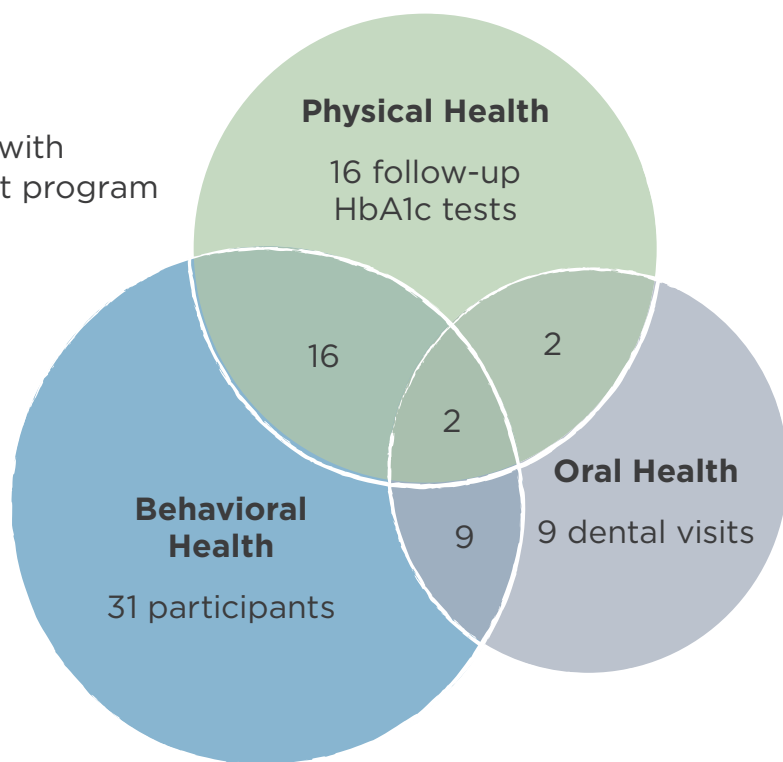 with
t program
Physical Health
16 follow-up
HbA1c tests
16
2
2
Oral Health
9 dental visits
Behavioral
Health
31 participants
9